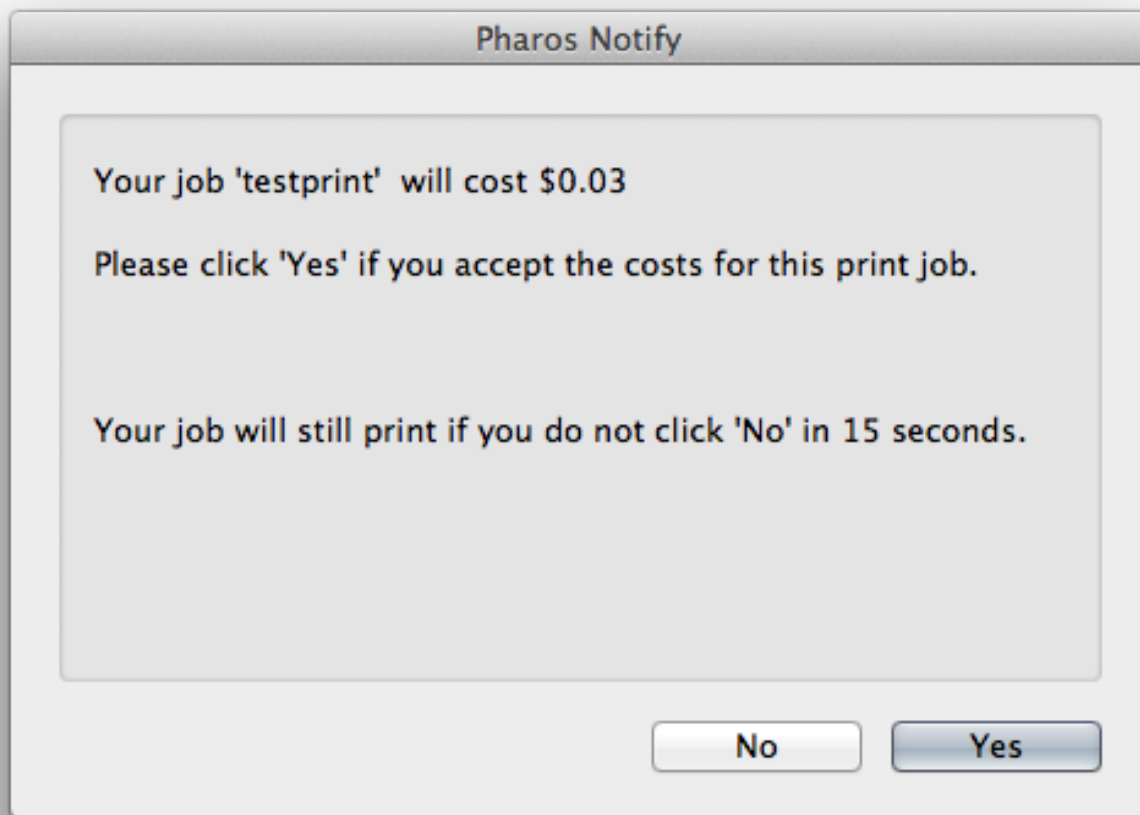 Pharos Notify
Your job 'testprint'  will cost $0.03
Please click 'Yes' if you accept the costs for this print job.
Your job will still print if you do not click 'No' in 15 seconds.
No
Yes